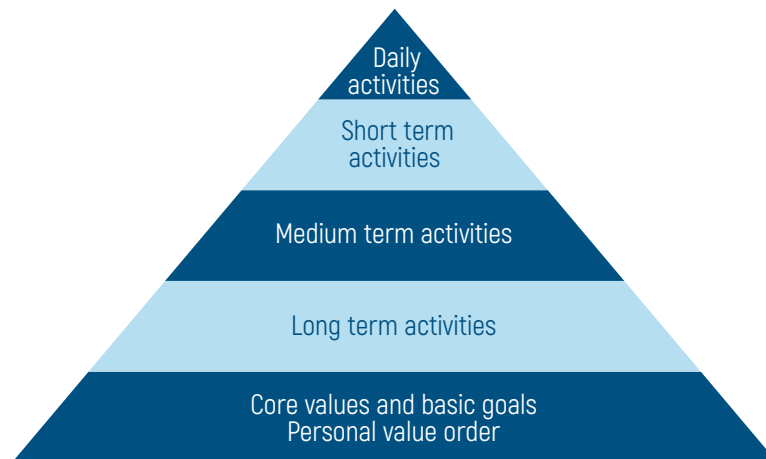 Daily
activities
Short term
activities
Medium term activities
Long term activities
Core values and basic goals
Personal value order